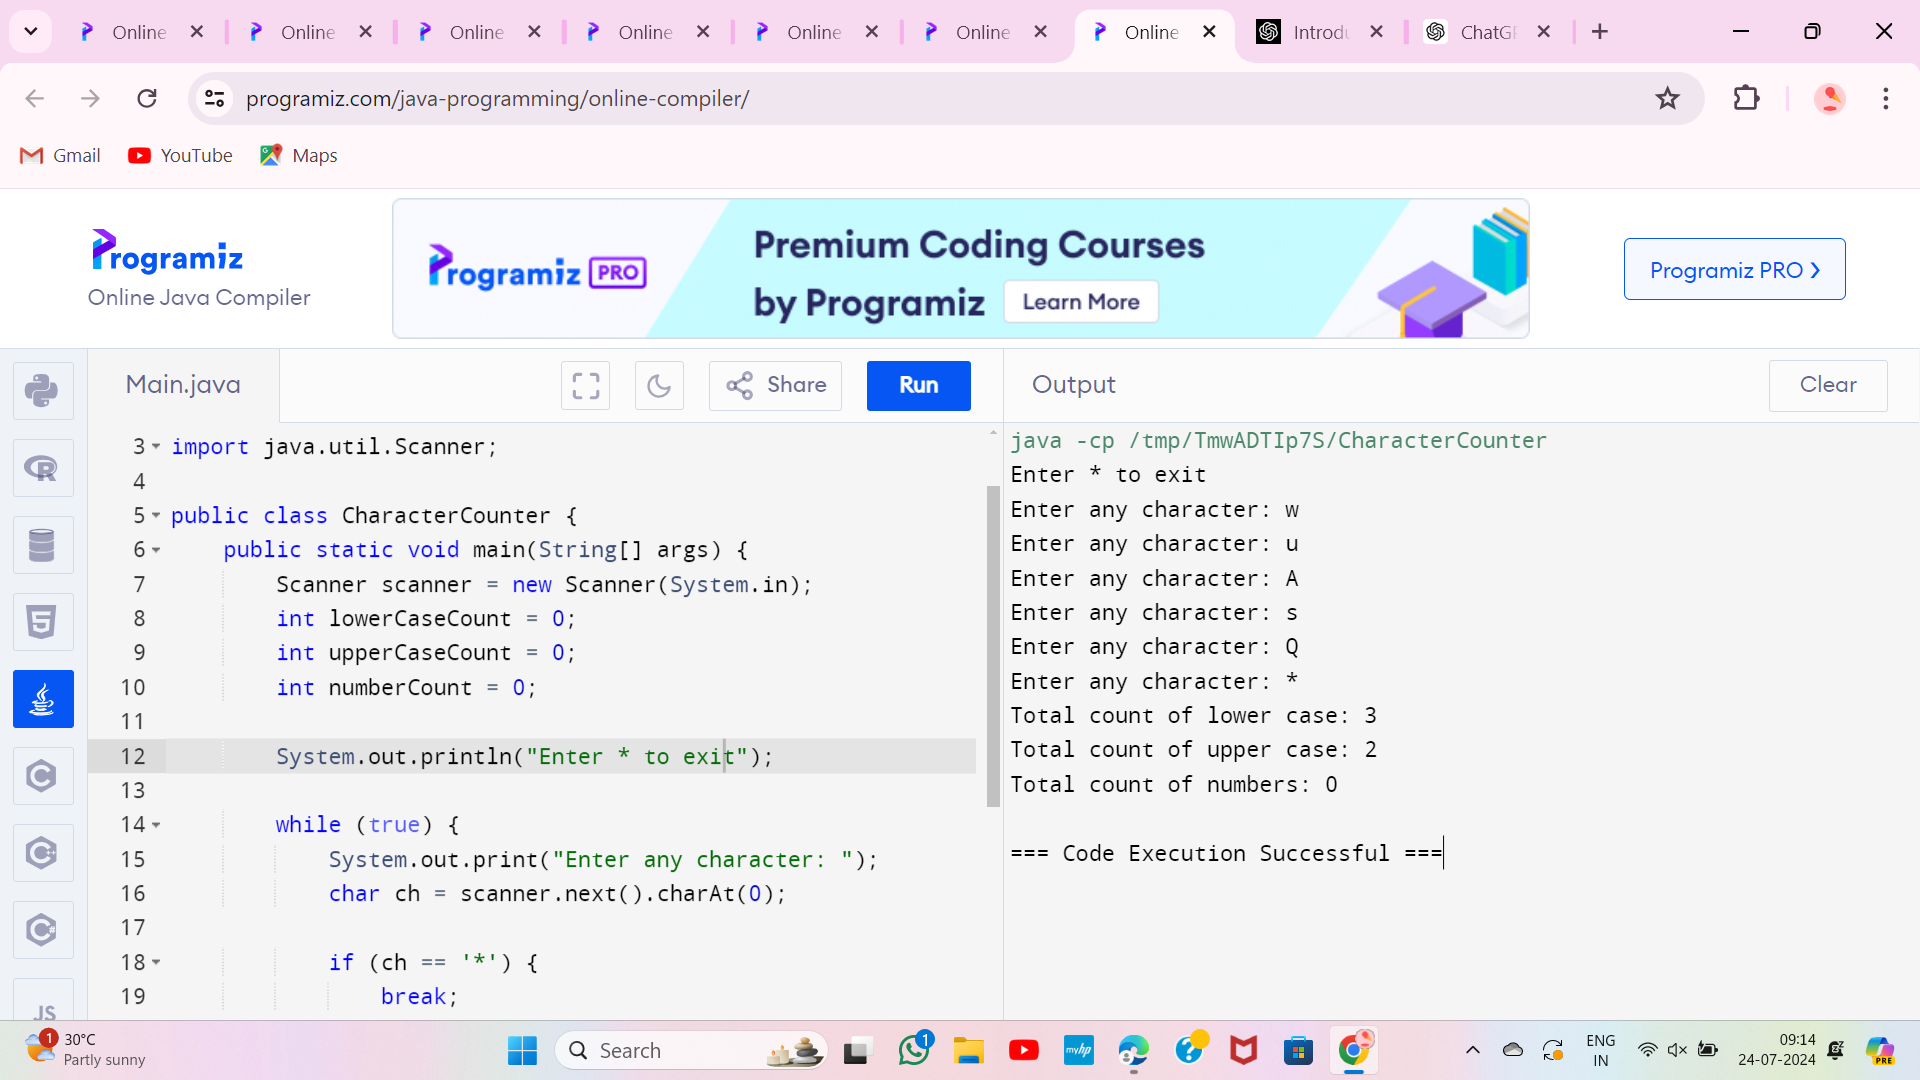 Online
Online
Online
Online
Online
Online
Online
Introdu
ChatGP
programiz.com/java-programming/online-compiler/
Gmail
YouTube
Maps
Programiz
Online Java Compiler
Programiz PRO
Premium Coding Courses
by Programiz
Learn More
Programiz PRO
Main.java
Share
Run
Output
Clear
3 import java.util.Scanner;
4
5 public class CharacterCounter {
6 public static void main(String[] args) {
7 Scanner scanner = new Scanner(System.in);
8 int lowerCaseCount = 0;
9 int upperCaseCount = 0;
10 int numberCount = 0;
11
12 System.out.println("Enter * to exit");
13
14 while (true) {
15 System.out.print("Enter any character: ");
16 char ch = scanner.next().charAt(0);
17
18 if (ch == '*') {
19 break;
java -cp /tmp/TmwADTIp7S/CharacterCounter
Enter * to exit
Enter any character: w
Enter any character: u
Enter any character: A
Enter any character: s
Enter any character: Q
Enter any character: *
Total count of lower case: 3
Total count of upper case: 2
Total count of numbers: 0
=== Code Execution Successful ===
JS
1
30°C
Partly sunny
Search
1
myhp
ENG
IN
09:14
24-07-2024
PRE